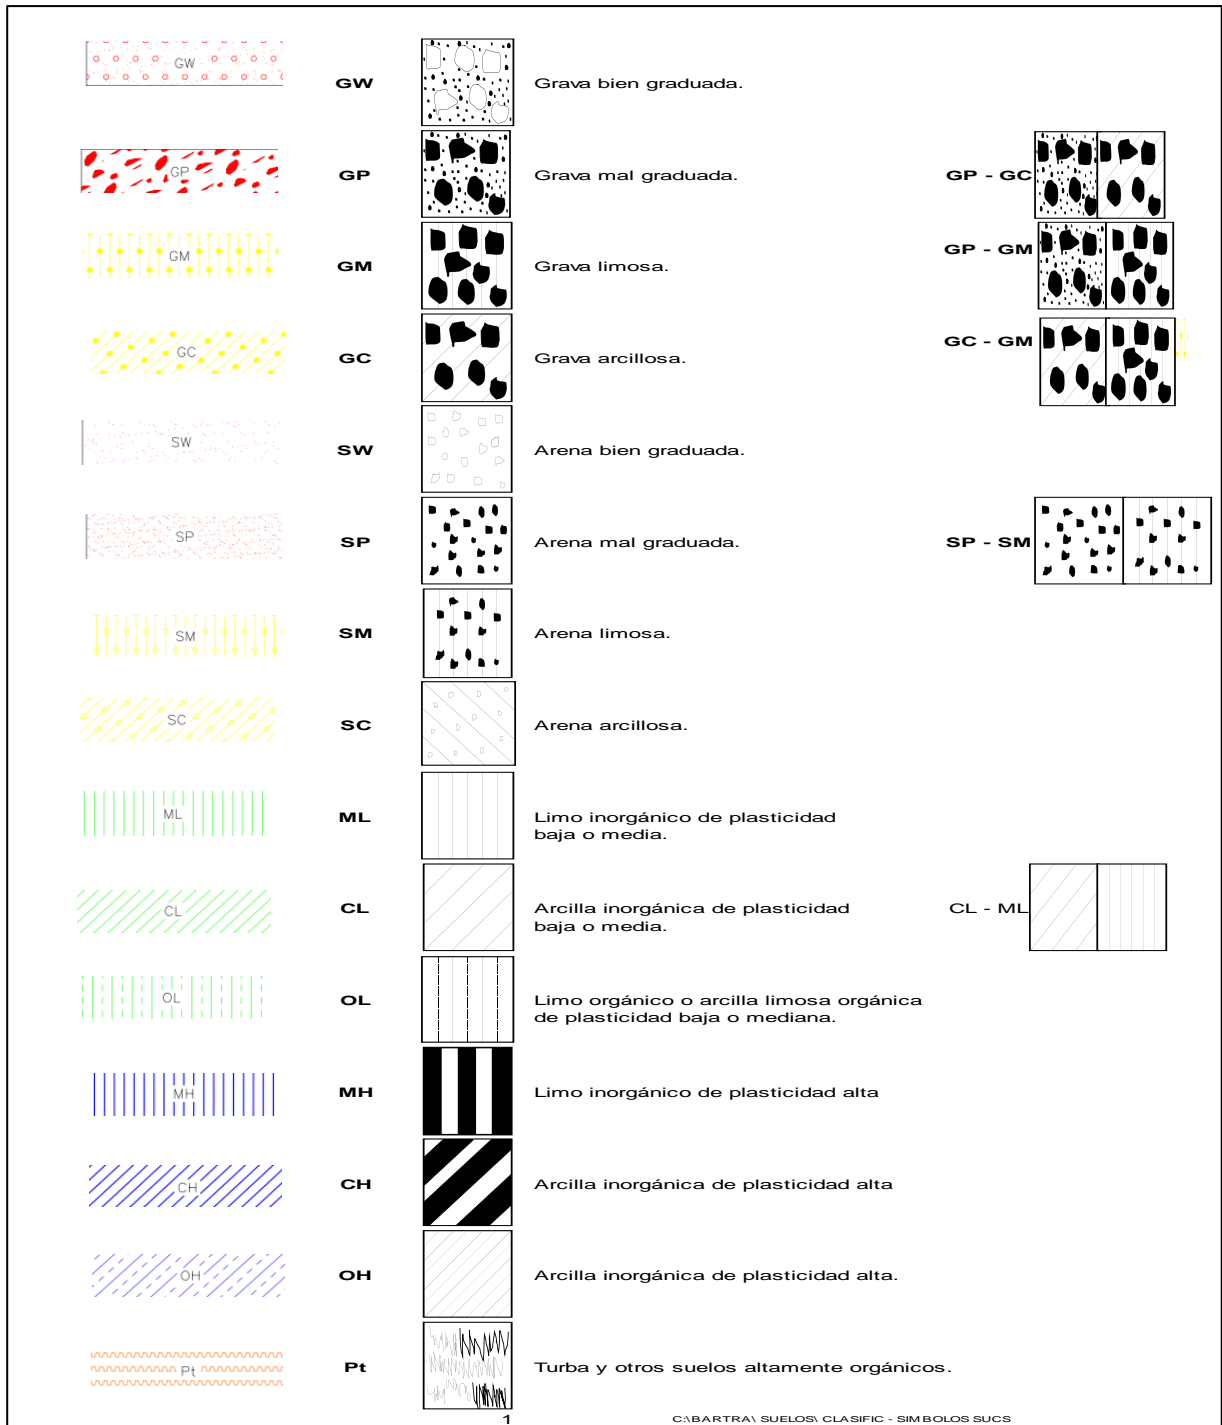 GW GW Grava bien graduada.
GP GP Grava mal graduada. GP - GC
GM GM Grava limosa. GP - GM
GC GC Grava arcillosa. GC - GM
SW SW Arena bien graduada.
SP SP Arena mal graduada. SP - SM
SM SM Arena limosa.
SC SC Arena arcillosa.
ML ML Limo inorgánico de plasticidad
baja o media.
CL CL Arcilla inorgánica de plasticidad CL - ML
baja o media.
OL OL Limo orgánico o arcilla limosa orgánica
de plasticidad baja o mediana.
MH MH Limo inorgánico de plasticidad alta
CH CH Arcilla inorgánica de plasticidad alta
OH OH Arcilla inorgánica de plasticidad alta.
Pt Pt Turba y otros suelos altamente orgánicos.
1 C:\BARTRA\ SUELOS\ CLASIFIC - SIMBOLOS SUCS